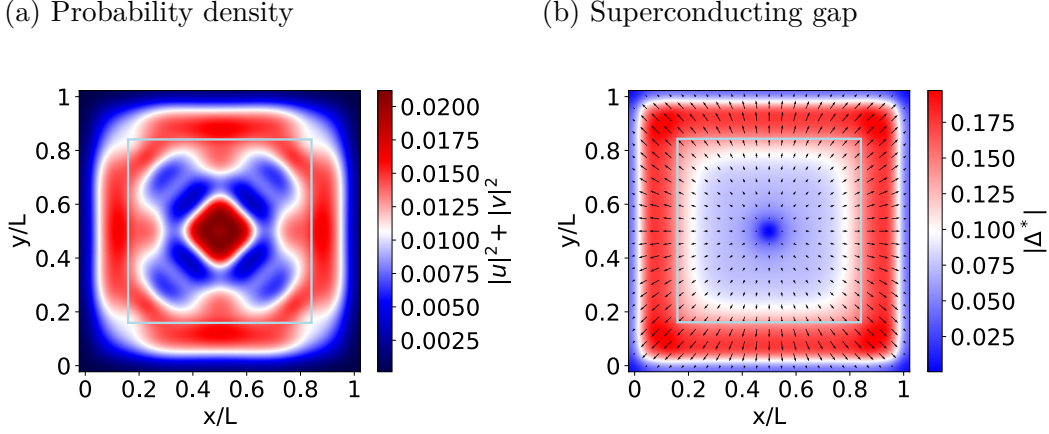 (a) Probability density
1
0.8
0.6
0.4
0.2
0
y/L
0 0.2 0.4 0.6 0.8 1
x/L
0.0200
0.0175
0.0150
0.0125
0.0100
0.0075
0.0050
0.0025
|u|² + |v|²
(b) Superconducting gap
1
0.8
0.6
0.4
0.2
0
y/L
0 0.2 0.4 0.6 0.8 1
x/L
0.175
0.150
0.125
0.100
0.075
0.050
0.025
|Δ*|